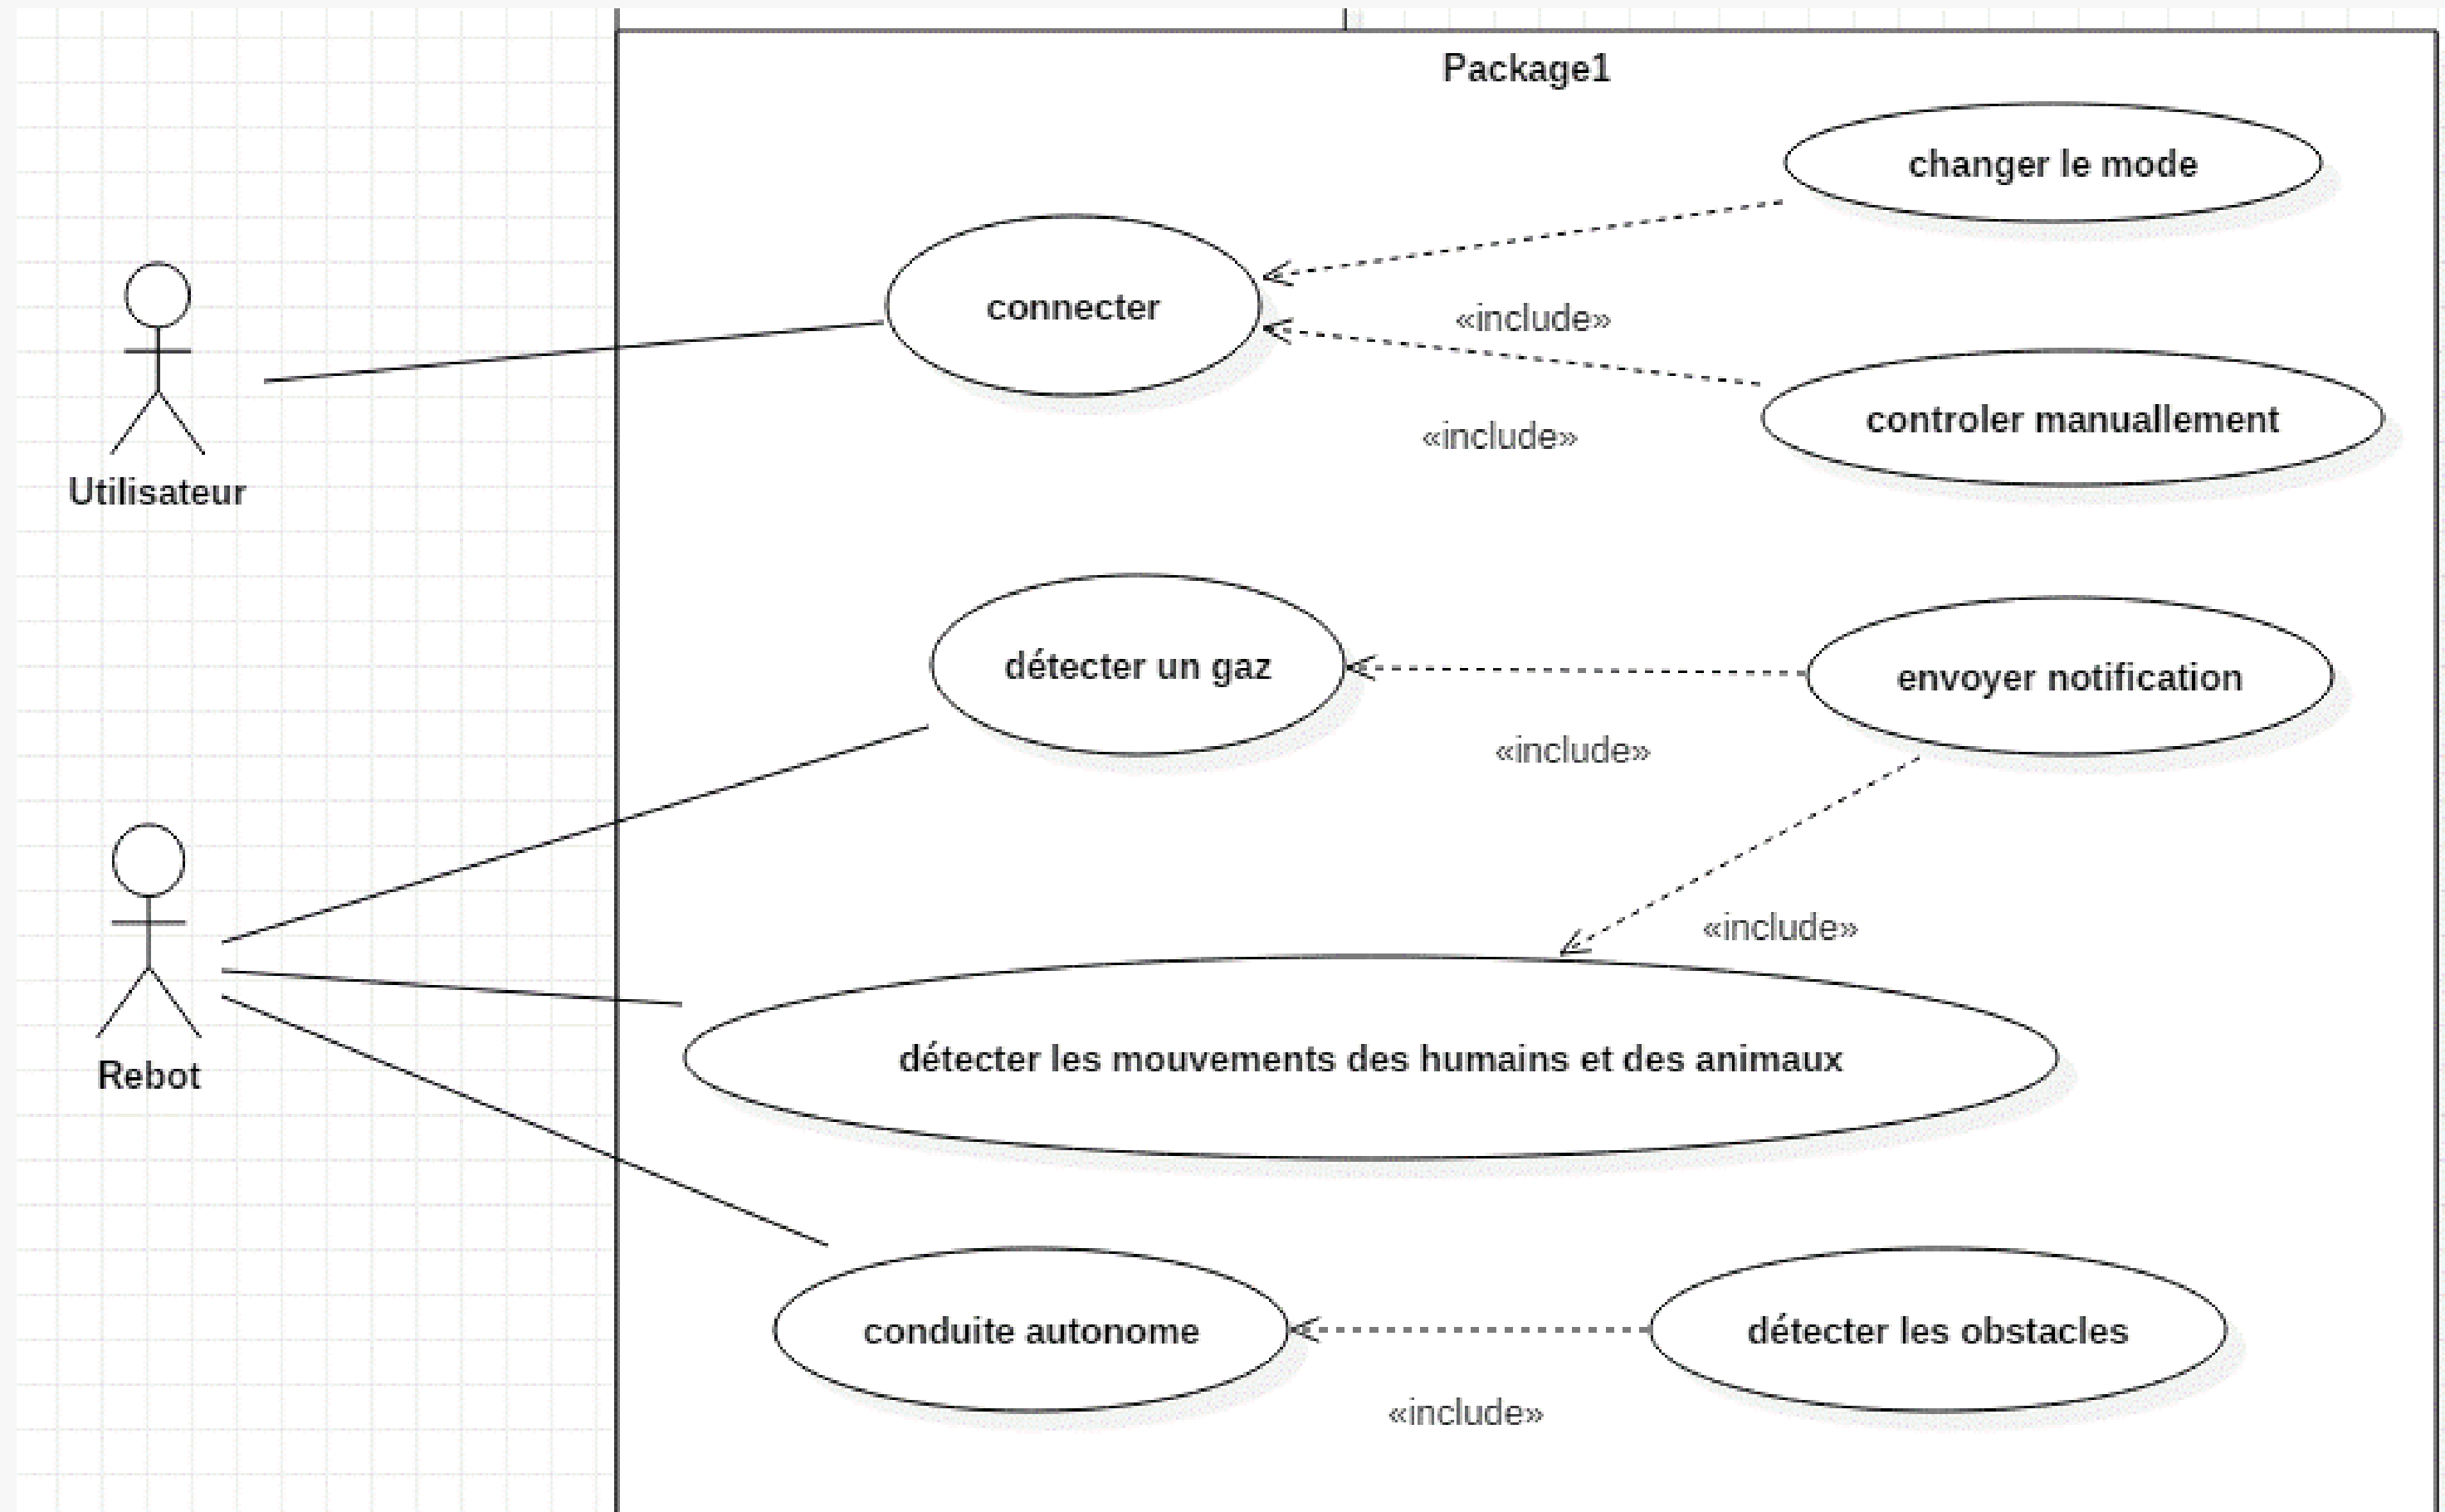 Package1
changer le mode
connecter
«include»
controler manuallement
«include»
Utilisateur
détecter un gaz
envoyer notification
«include»
«include»
détecter les mouvements des humains et des animaux
Rebot
conduite autonome
détecter les obstacles
«include»